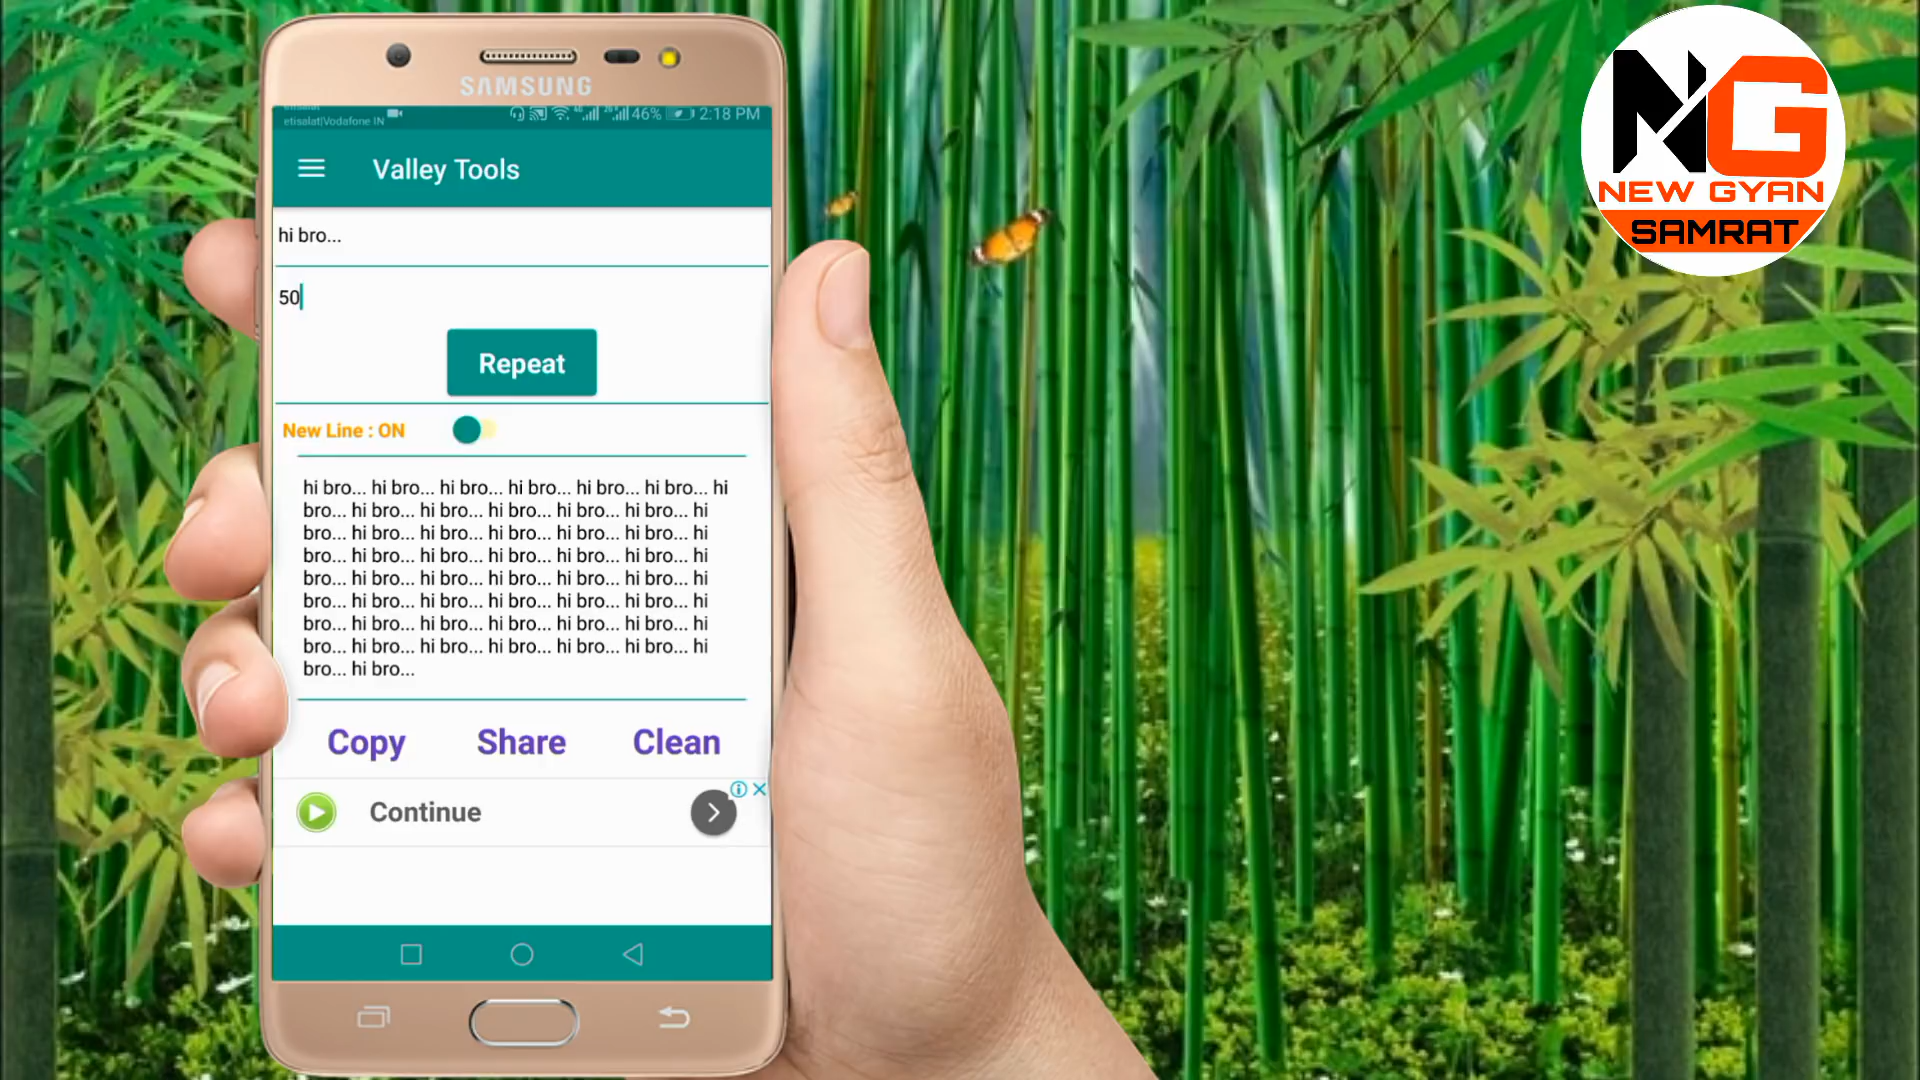 SAMSUNG
etisalat|Vodafone IN
46% 2:18 PM
Valley Tools
hi bro...
50
Repeat
New Line : ON
hi bro... hi bro... hi bro... hi bro... hi bro... hi bro... hi
bro... hi bro... hi bro... hi bro... hi bro... hi bro... hi
bro... hi bro... hi bro... hi bro... hi bro... hi bro... hi
bro... hi bro... hi bro... hi bro... hi bro... hi bro... hi
bro... hi bro... hi bro... hi bro... hi bro... hi bro... hi
bro... hi bro... hi bro... hi bro... hi bro... hi bro... hi
bro... hi bro... hi bro... hi bro... hi bro... hi bro... hi
bro... hi bro... hi bro... hi bro... hi bro... hi bro... hi
bro... hi bro...
Copy Share Clean
Continue
NG
NEW GYAN
SAMRAT